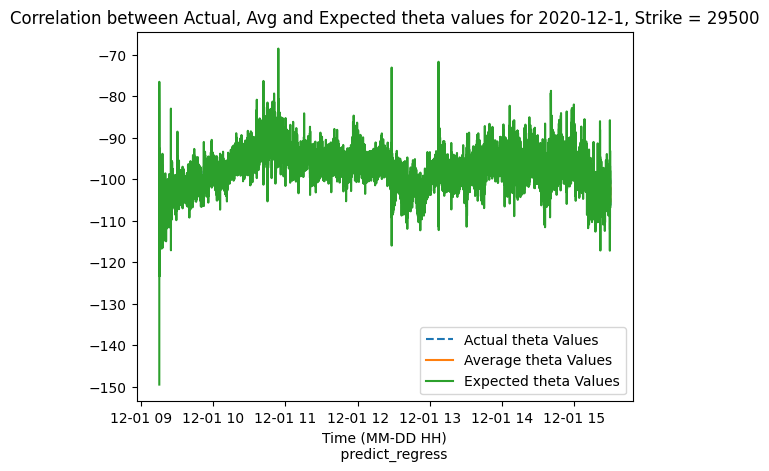 Correlation between Actual, Avg and Expected theta values for 2020-12-1, Strike = 29500
−70
−80
−90
−100
−110
−120
−130
−140
−150
Actual theta Values
Average theta Values
Expected theta Values
12-01 09 12-01 10 12-01 11 12-01 12 12-01 13 12-01 14 12-01 15
Time (MM-DD HH)
predict_regress